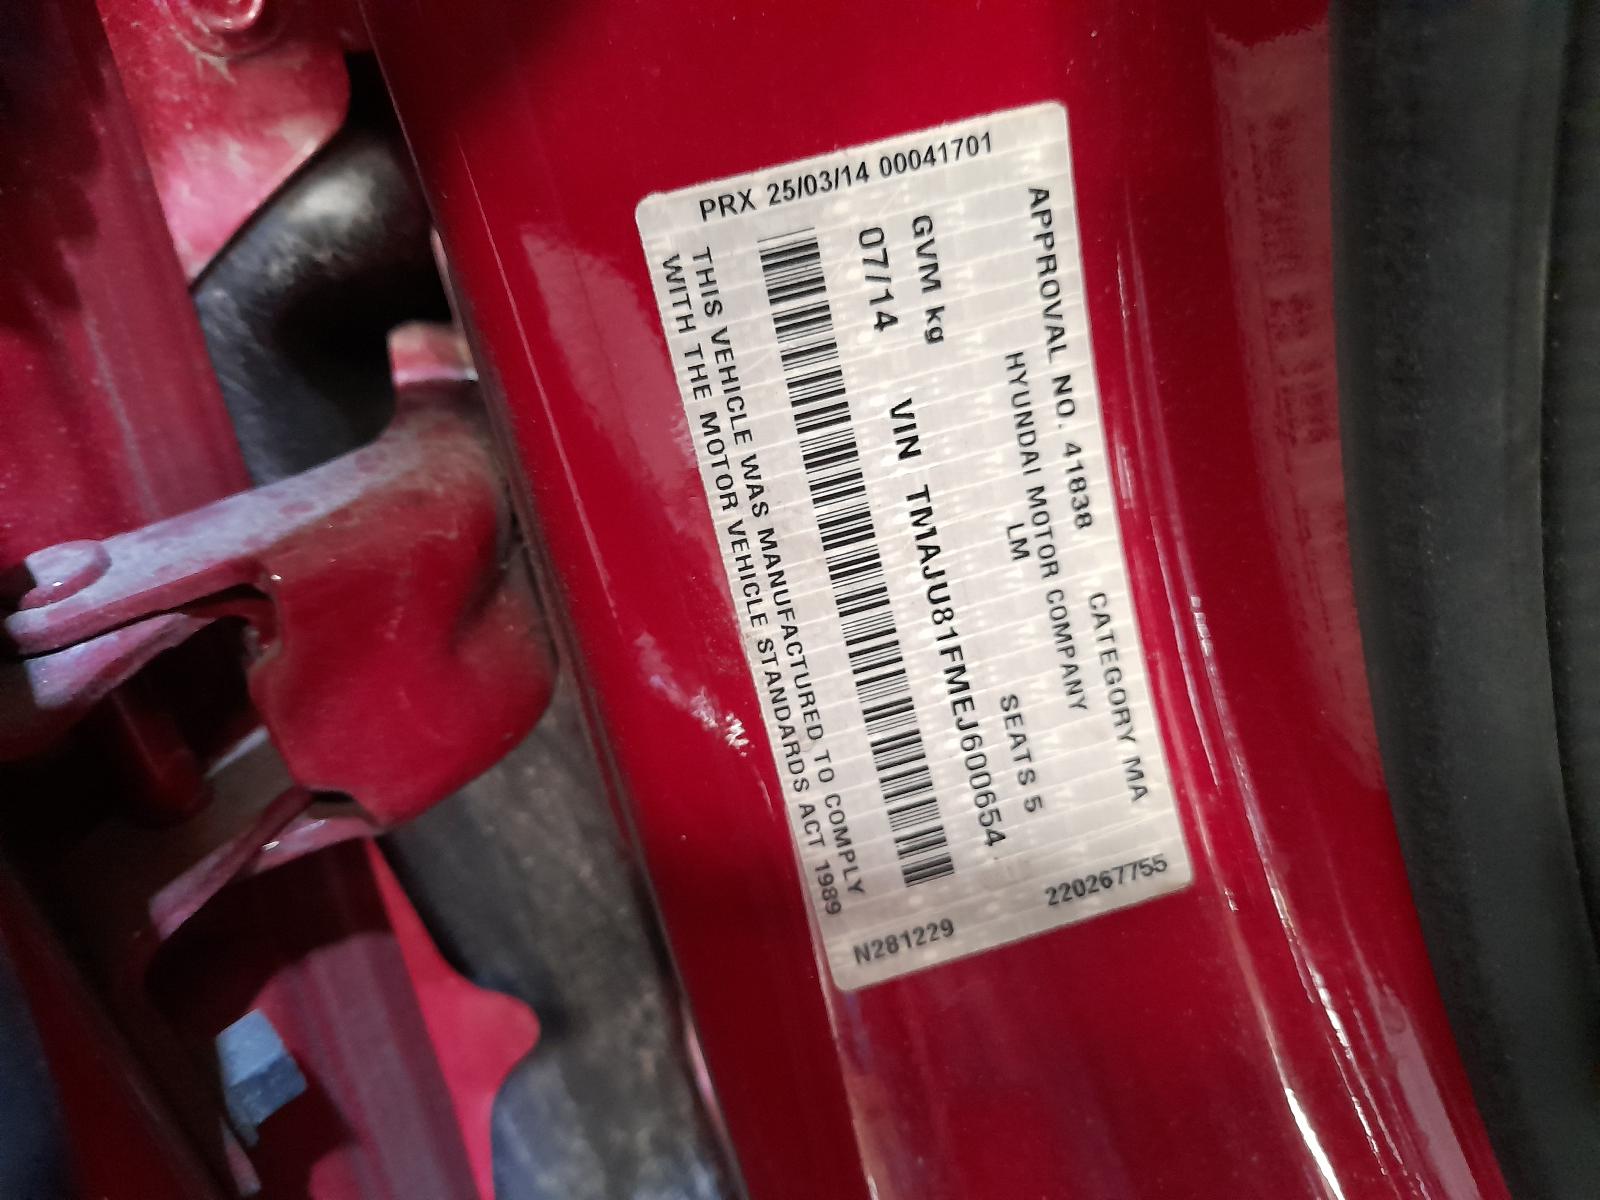 PRX 25/03/14 00041701
APPROVAL NO. 41838 CATEGORY MA
HYUNDAI MOTOR COMPANY
LM SEATS 5
GVM kg
07/14 VIN TMAJU81FMEJ600654
THIS VEHICLE WAS MANUFACTURED TO COMPLY
WITH THE MOTOR VEHICLE STANDARDS ACT 1989
220267755
N281229